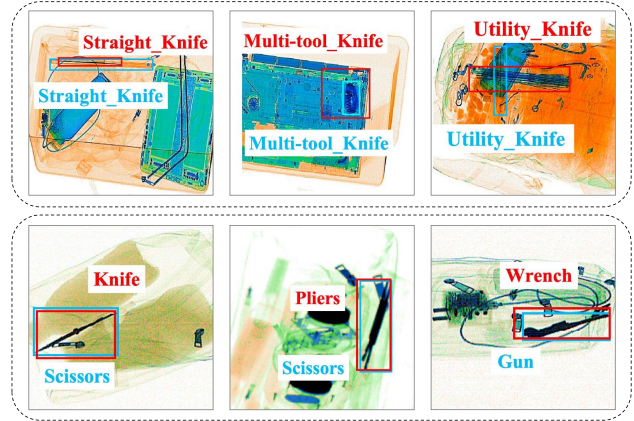 Straight_Knife
Straight_Knife
Multi-tool_Knife
Multi-tool_Knife
Utility_Knife
Utility_Knife
Knife
Scissors
Pliers
Scissors
Wrench
Gun